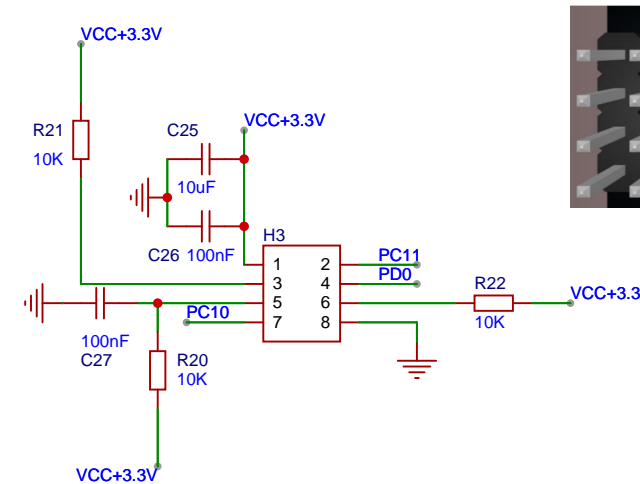 VCC+3.3V
R21
10K
C25
10uF
VCC+3.3V
C26 100nF
H3
1 2 PC11
3 4 PD0
5 6
7 8
PC10
R22
10K
VCC+3.3
100nF
C27
R20
10K
VCC+3.3V